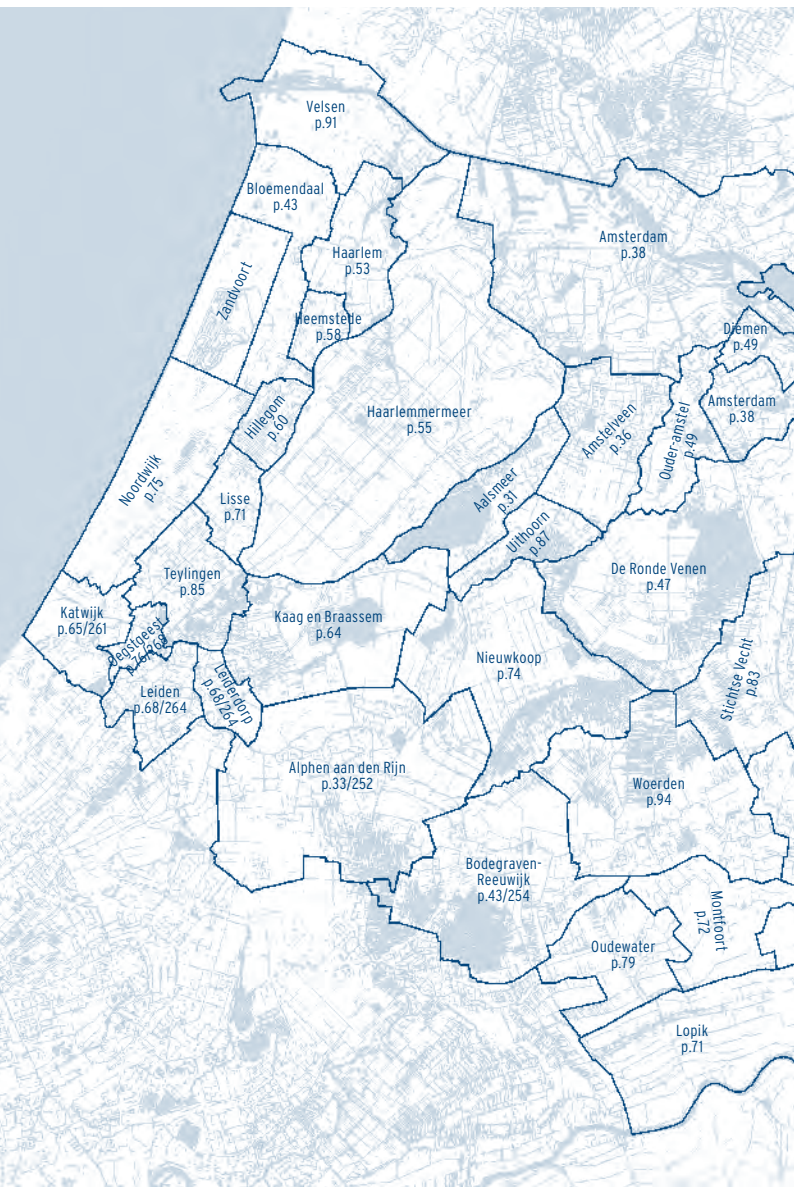 Velsen
p.91
Bloemendaal
p.43
Haarlem
p.53
Amsterdam
p.38
Zandvoort
Heemstede
p.58
Diemen
p.49
Hillegom
p.60
Haarlemmermeer
p.55
Amstelveen
p.36
Ouder-amstel
p.49
Amsterdam
p.38
Noordwijk
p.75
Lisse
p.71
Aalsmeer
p.31
Uithoorn
p.87
Teylingen
p.85
De Ronde Venen
p.47
Katwijk
p.65/261
Oegstgeest
p.76/268
Kaag en Braassem
p.64
Nieuwkoop
p.74
Stichtse Vecht
p.83
Leiden
p.68/264
Leiderdorp
p.68/264
Alphen aan den Rijn
p.33/252
Woerden
p.94
Bodegraven-
Reeuwijk
p.43/254
Montfoort
p.72
Oudewater
p.79
Lopik
p.71